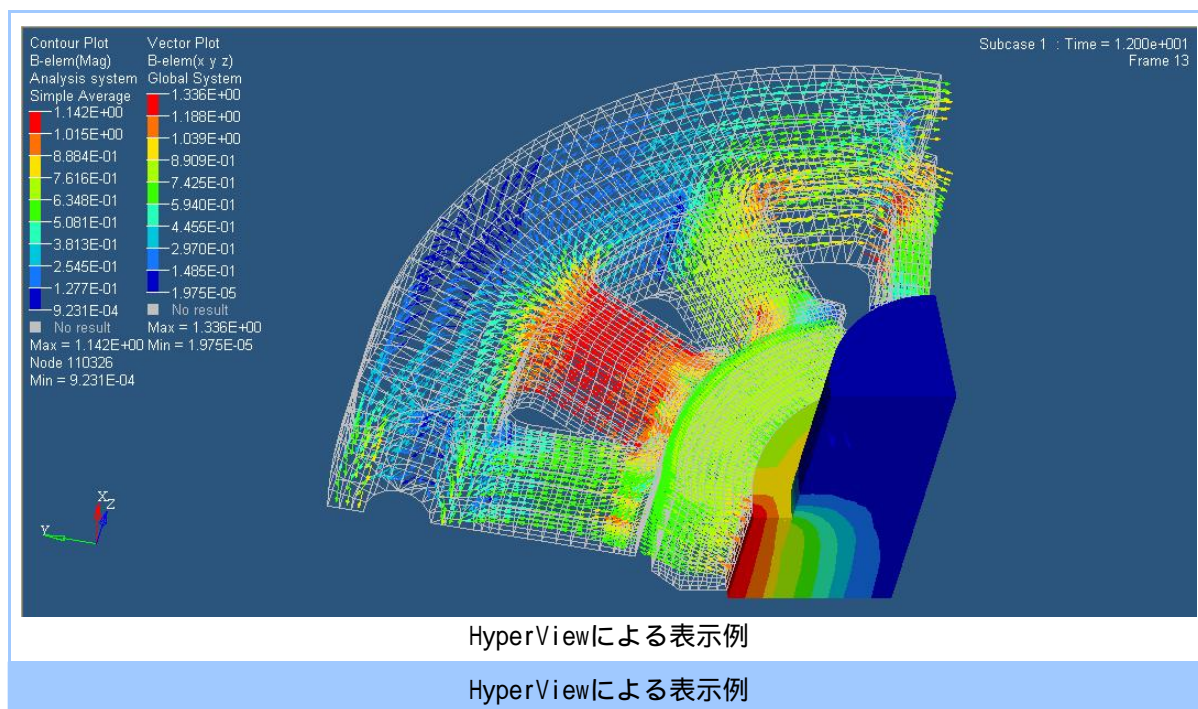 Contour Plot
B-elem(Mag)
Analysis system
Simple Average
1.142E+00
1.015E+00
8.884E-01
7.616E-01
6.348E-01
5.081E-01
3.813E-01
2.545E-01
1.277E-01
9.231E-04
No result
Max = 1.142E+00
Node 110326
Min = 9.231E-04
Vector Plot
B-elem(x y z)
Global System
1.336E+00
1.188E+00
1.039E+00
8.909E-01
7.425E-01
5.940E-01
4.455E-01
2.970E-01
1.485E-01
1.975E-05
No result
Max = 1.336E+00
Min = 1.975E-05
Subcase 1 : Time = 1.200e+001
Frame 13
X
Z
Y
HyperViewによる表示例
HyperViewによる表示例